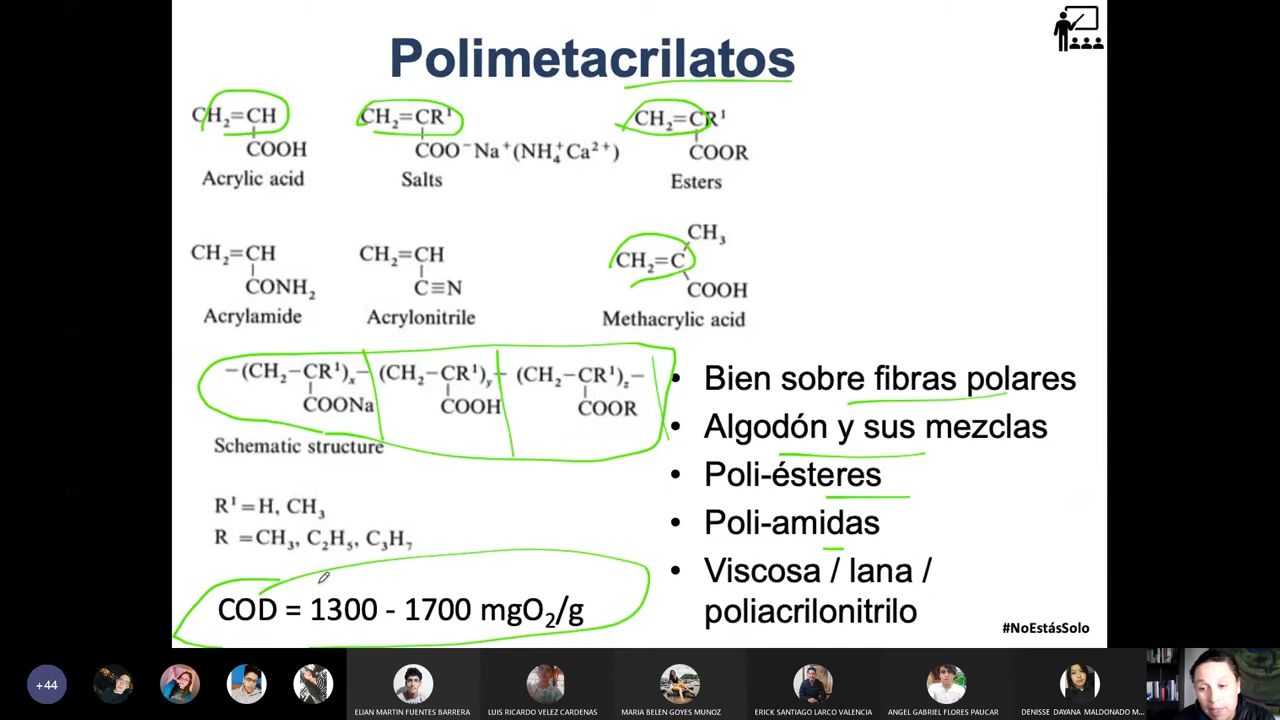 Polimetacrilatos
CH₂=CH
COOH
Acrylic acid
CH₂=CR¹
COO⁻Na⁺(NH₄⁺Ca²⁺)
Salts
CH₂=CR¹
COOR
Esters
CH₂=CH
CONH₂
Acrylamide
CH₂=CH
C≡N
Acrylonitrile
CH₃
CH₂=C
COOH
Methacrylic acid
−(CH₂−CR¹)ₓ− (CH₂−CR¹)ᵧ− (CH₂−CR¹)z−
COONa COOH COOR
Schematic structure
R¹=H, CH₃
R =CH₃, C₂H₅, C₃H₇
COD = 1300 - 1700 mgO₂/g
• Bien sobre fibras polares
• Algodón y sus mezclas
• Poli-ésteres
• Poli-amidas
• Viscosa / lana /
poliacrilonitrilo
#NoEstásSolo
+44
ELIAN MARTIN FUENTES BARRERA
LUIS RICARDO VELEZ CARDENAS
MARIA BELEN GOYES MUNOZ
ERICK SANTIAGO LARCO VALENCIA
ANGEL GABRIEL FLORES PAUCAR
DENISSE DAYANA MALDONADO M...